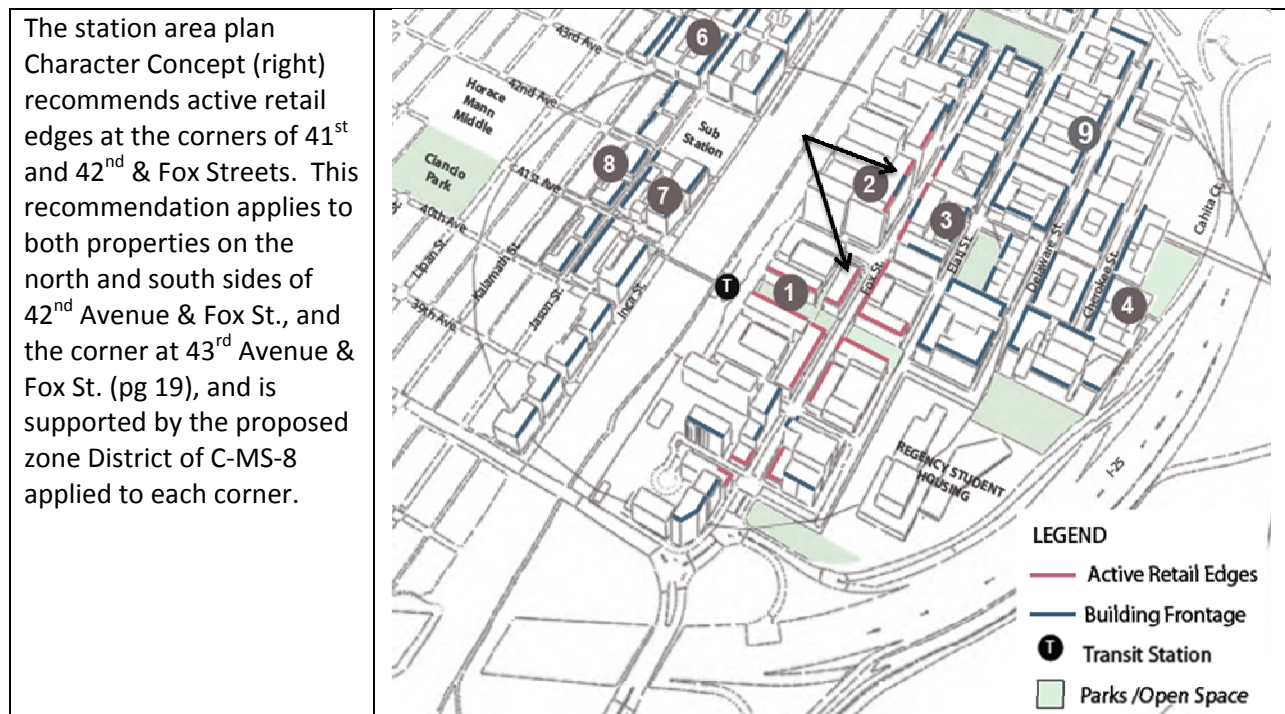 The station area plan
Character Concept (right)
recommends active retail
edges at the corners of 41st
and 42nd & Fox Streets. This
recommendation applies to
both properties on the
north and south sides of
42nd Avenue & Fox St., and
the corner at 43rd Avenue &
Fox St. (pg 19), and is
supported by the proposed
zone District of C-MS-8
applied to each corner.
43rd Ave.
6
42nd Ave.
Horace
Mann
Middle
Sub
Station
9
8
2
Ciancio
Park
41st Ave.
7
3
Cahita Ct.
40th Ave.
Lipan St.
Kalamath St.
Elati St.
Delaware St.
Fox St.
T
1
Cherokee St.
4
39th Ave.
Jason St.
Inca St.
REGENCY STUDENT
HOUSING
I-25
LEGEND
Active Retail Edges
Building Frontage
T Transit Station
Parks /Open Space